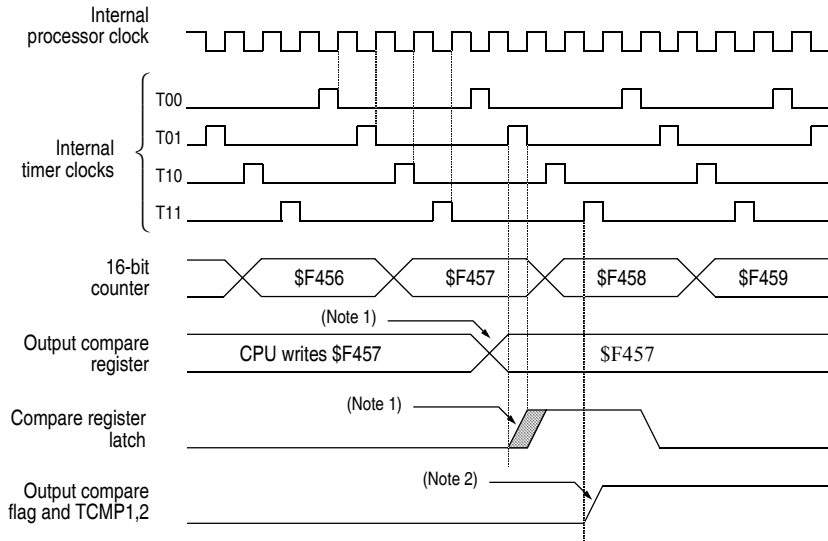 Internal
processor clock
T00
T01
Internal
timer clocks
T10
T11
16-bit
counter
$F456
$F457
$F458
$F459
(Note 1)
Output compare
register
CPU writes $F457
$F457
(Note 1)
Compare register
latch
(Note 2)
Output compare
flag and TCMP1,2